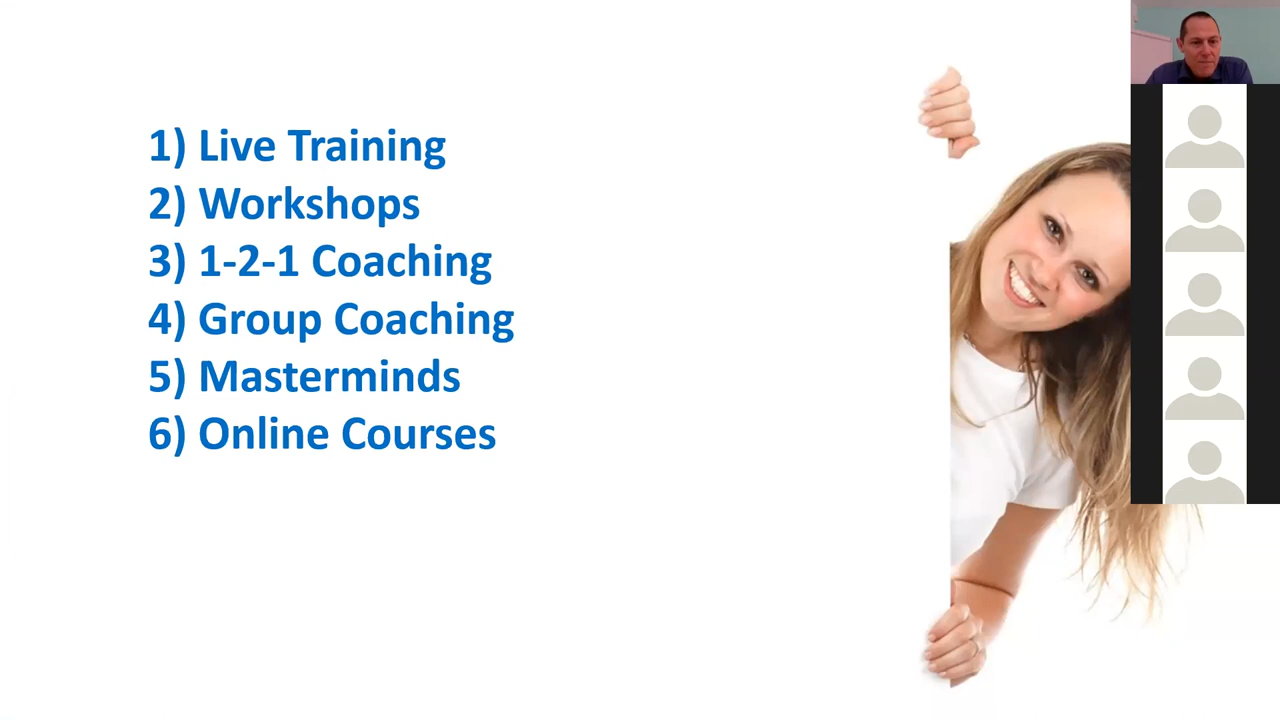 1) Live Training
2) Workshops
3) 1-2-1 Coaching
4) Group Coaching
5) Masterminds
6) Online Courses